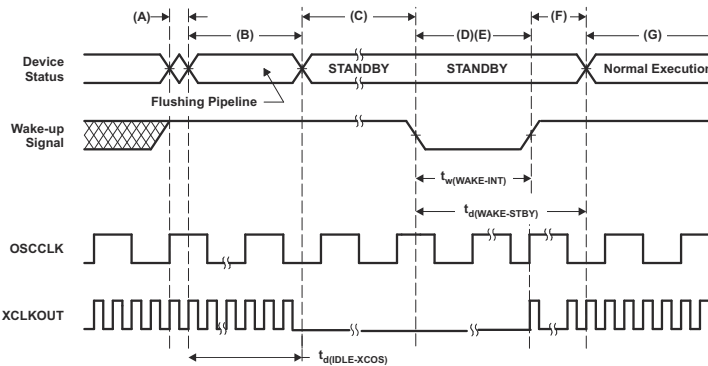 (A)
(B)
(C)
(D)(E)
(F)
(G)
Device
Status
STANDBY
STANDBY
Normal Execution
Flushing Pipeline
Wake-up
Signal
tw(WAKE-INT)
td(WAKE-STBY)
OSCCLK
XCLKOUT
td(IDLE-XCOS)